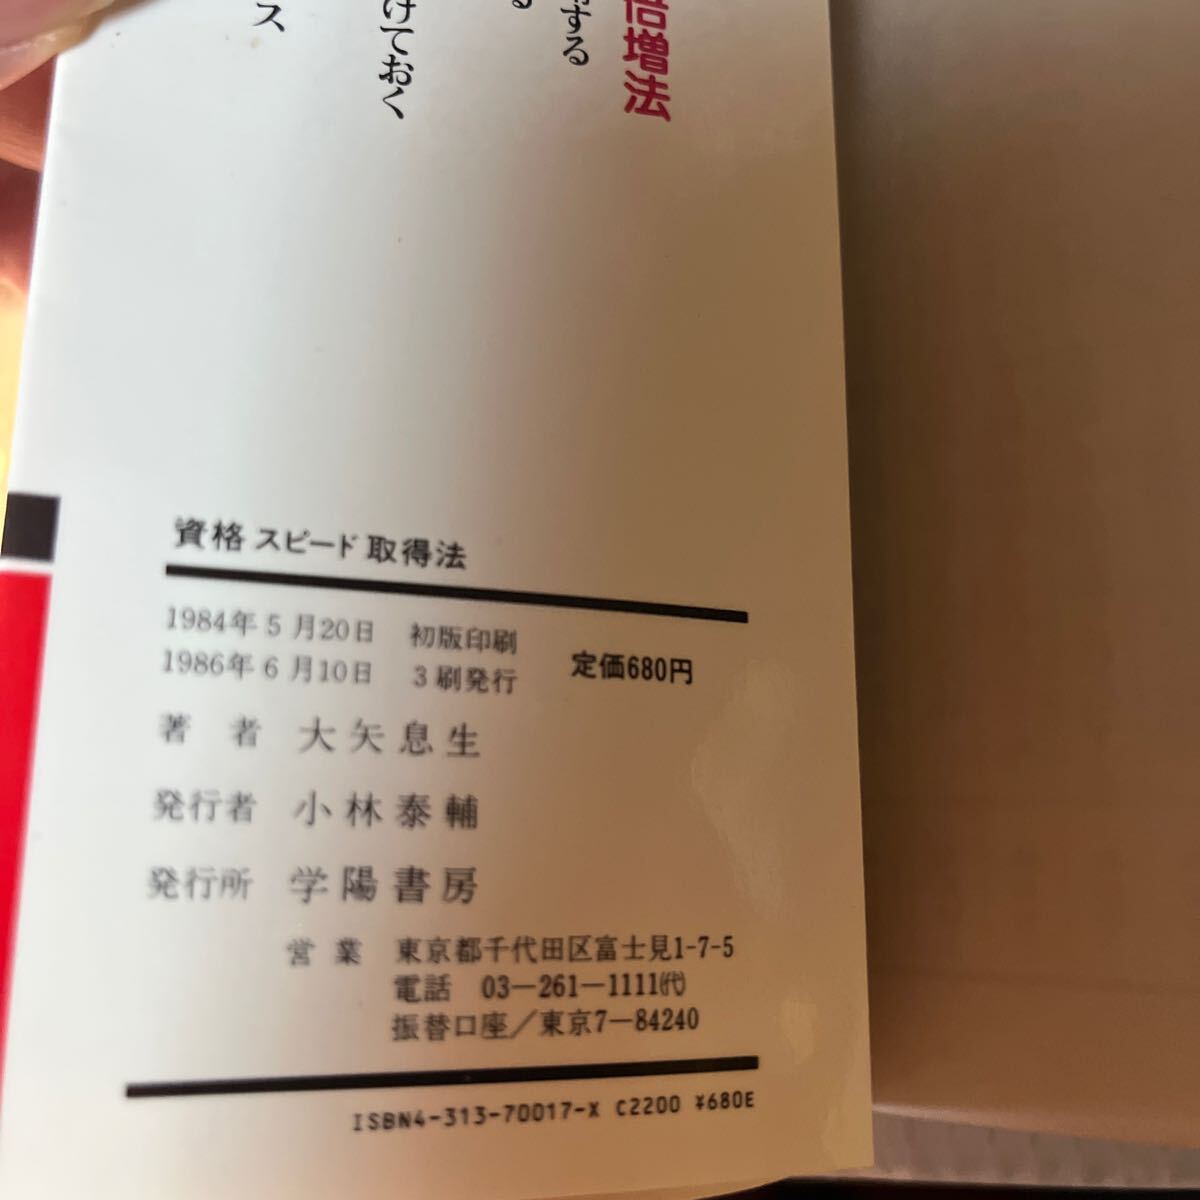 倍増法
する
る
けておく
ス
資格 スピード 取得法
1984年5月20日 初版印刷
1986年6月10日 3刷発行
定価680円
著者 大矢息生
発行者 小林泰輔
発行所 学陽書房
営業 東京都千代田区富士見1-7-5
電話 03―261―1111㈹
振替口座／東京7―84240
ISBN4-313-70017-X C2200 ¥680E